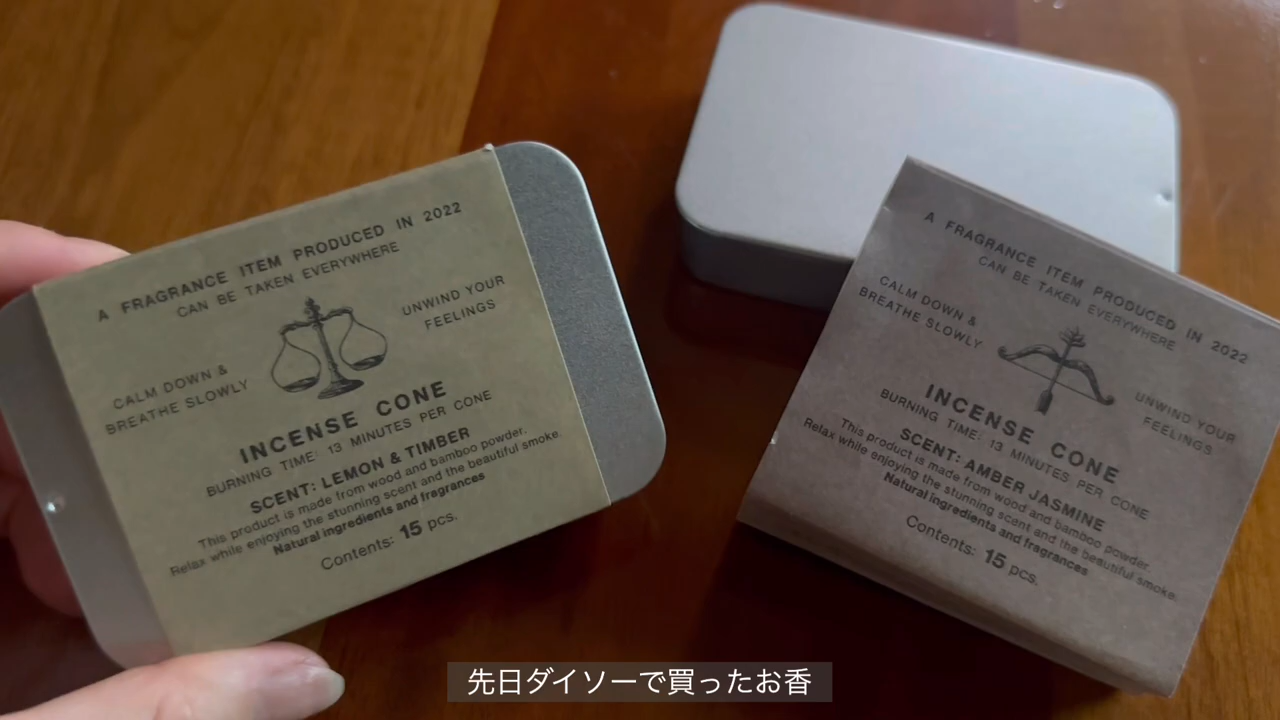 A FRAGRANCE ITEM PRODUCED IN 2022
CAN BE TAKEN EVERYWHERE
CALM DOWN &
BREATHE SLOWLY
UNWIND YOUR
FEELINGS
INCENSE CONE
BURNING TIME: 13 MINUTES PER CONE
SCENT: LEMON & TIMBER
This product is made from wood and bamboo powder.
Relax while enjoying the stunning scent and the beautiful smoke.
Natural ingredients and fragrances
Contents: 15 pcs.
A FRAGRANCE ITEM PRODUCED IN 2022
CAN BE TAKEN EVERYWHERE
CALM DOWN &
BREATHE SLOWLY
UNWIND YOUR
FEELINGS
INCENSE CONE
BURNING TIME: 13 MINUTES PER CONE
SCENT: AMBER JASMINE
This product is made from wood and bamboo powder.
Relax while enjoying the stunning scent and the beautiful smoke.
Natural ingredients and fragrances
Contents: 15 pcs.
先日ダイソーで買ったお香